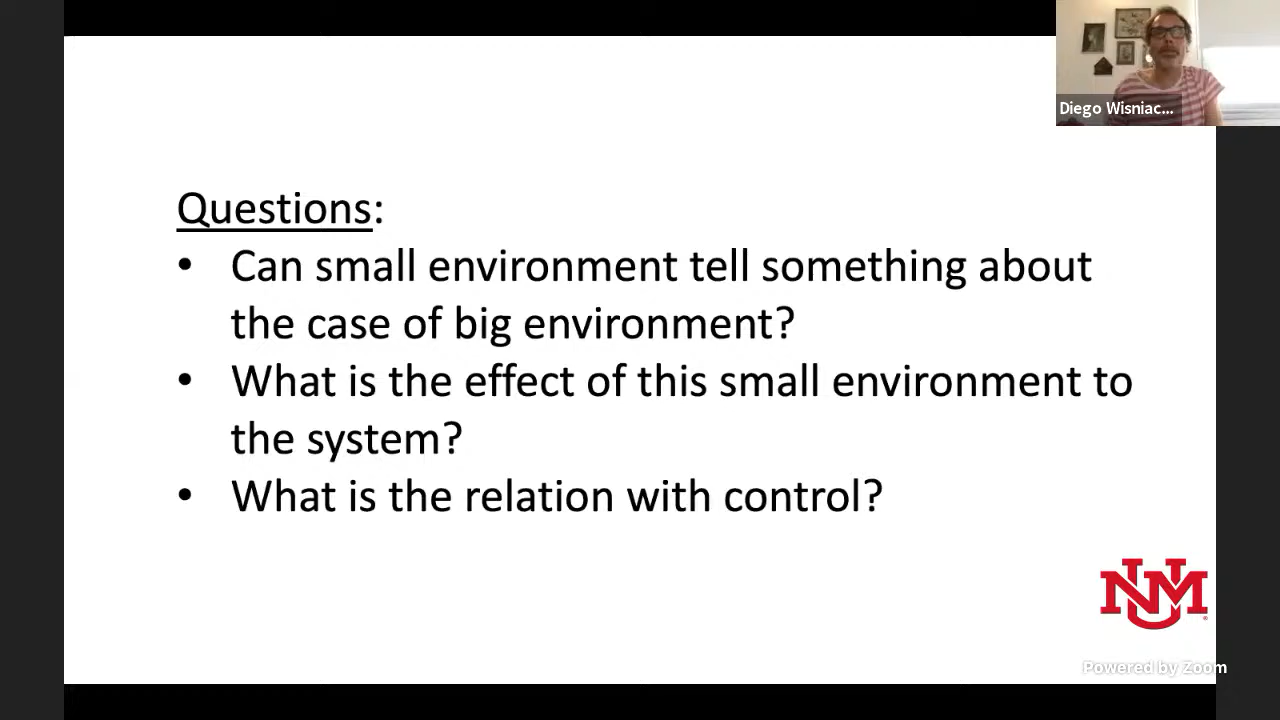 Diego Wisniac...
Questions:
• Can small environment tell something about
the case of big environment?
• What is the effect of this small environment to
the system?
• What is the relation with control?
NM
Powered by Zoom